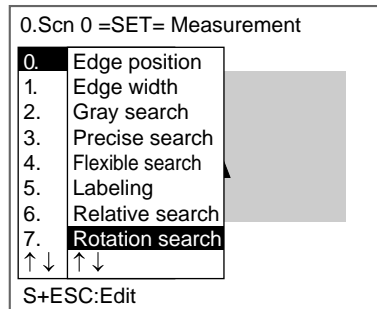 0.Scn 0 =SET= Measurement
0. Edge position
1. Edge width
2. Gray search
3. Precise search
4. Flexible search
5. Labeling
6. Relative search
7. Rotation search
↑↓ ↑↓
S+ESC:Edit